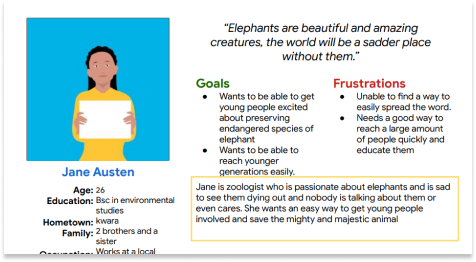 “Elephants are beautiful and amazing
creatures, the world will be a sadder place
without them.”
Goals
● Wants to be able to get
young people excited
about preserving
endangered species of
elephant
● Wants to be able to
reach younger
generations easily.
Frustrations
● Unable to find a way to
easily spread the word.
● Needs a good way to
reach a large amount
of people quickly and
educate them
Jane Austen
Age: 26
Education: Bsc in environmental
studies
Hometown: kwara
Family: 2 brothers and a
sister
Occupation: Works at a local
Jane is zoologist who is passionate about elephants and is sad
to see them dying out and nobody is talking about them or
even cares. She wants an easy way to get young people
involved and save the mighty and majestic animal